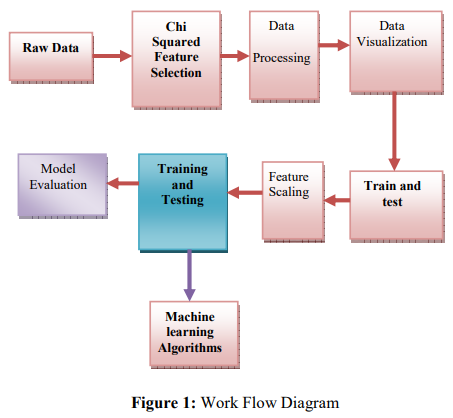 Raw Data
Chi
Squared
Feature
Selection
Data
Processing
Data
Visualization
Model
Evaluation
Training
and
Testing
Feature
Scaling
Train and
test
Machine
learning
Algorithms
Figure 1: Work Flow Diagram